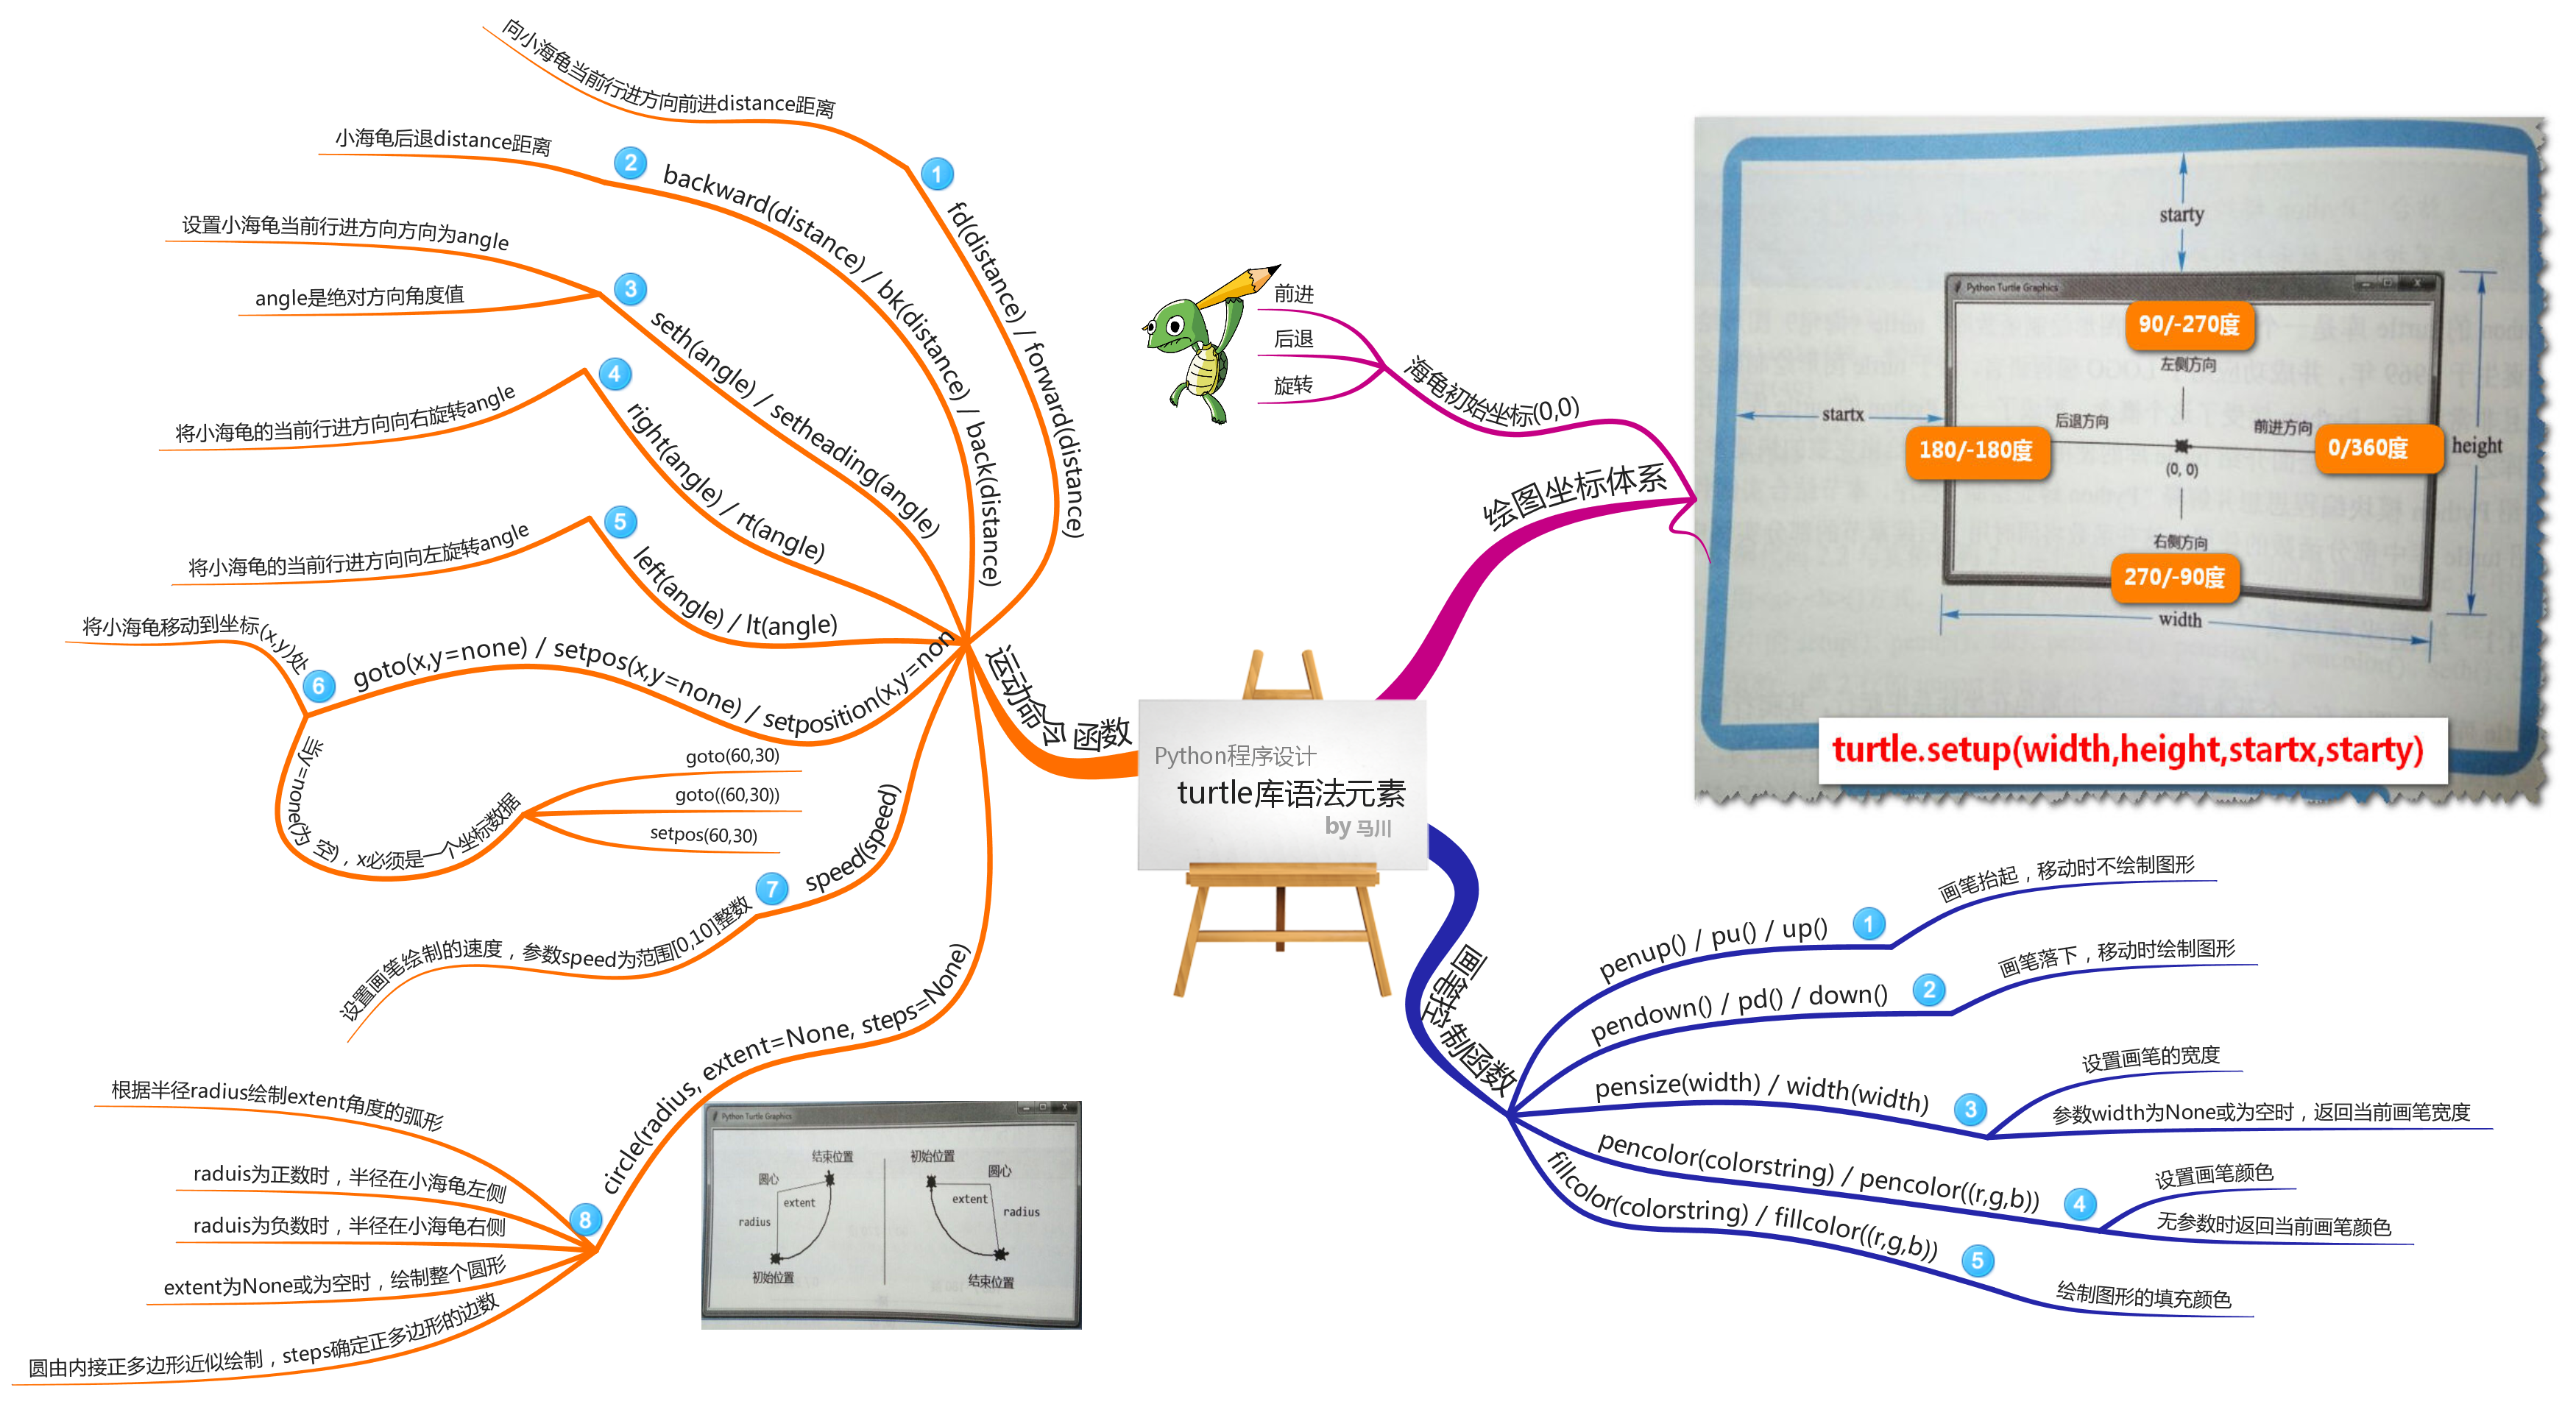 Python程序设计
turtle库语法元素
by 马川
绘图坐标体系
海龟初始坐标(0,0)
前进
后退
旋转
starty
Python Turtle Graphics
90/-270度
左侧方向
startx
后退方向
前进方向
180/-180度
0/360度
height
(0, 0)
右侧方向
270/-90度
width
turtle.setup(width,height,startx,starty)
运动命令函数
1
fd(distance) / forward(distance)
向小海龟当前行进方向前进distance距离
2
backward(distance) / bk(distance) / back(distance)
小海龟后退distance距离
3
seth(angle) / setheading(angle)
设置小海龟当前行进方向方向为angle
angle是绝对方向角度值
4
right(angle) / rt(angle)
将小海龟的当前行进方向向右旋转angle
5
left(angle) / lt(angle)
将小海龟的当前行进方向向左旋转angle
6
goto(x,y=none) / setpos(x,y=none) / setposition(x,y=non
将小海龟移动到坐标(x,y)处
当y=none(为空)，x必须是一个坐标数据
goto(60,30)
goto((60,30))
setpos(60,30)
7
speed(speed)
设置画笔绘制的速度，参数speed为范围[0,10]整数
8
circle(radius, extent=None, steps=None)
根据半径radius绘制extent角度的弧形
raduis为正数时，半径在小海龟左侧
raduis为负数时，半径在小海龟右侧
extent为None或为空时，绘制整个圆形
圆由内接正多边形近似绘制，steps确定正多边形的边数
Python Turtle Graphics
结束位置
圆心
extent
radius
初始位置
初始位置
圆心
extent
radius
结束位置
画笔控制函数
penup() / pu() / up()
1
画笔抬起，移动时不绘制图形
pendown() / pd() / down()
2
画笔落下，移动时绘制图形
pensize(width) / width(width)
3
设置画笔的宽度
参数width为None或为空时，返回当前画笔宽度
pencolor(colorstring) / pencolor((r,g,b))
4
设置画笔颜色
无参数时返回当前画笔颜色
fillcolor(colorstring) / fillcolor((r,g,b))
5
绘制图形的填充颜色